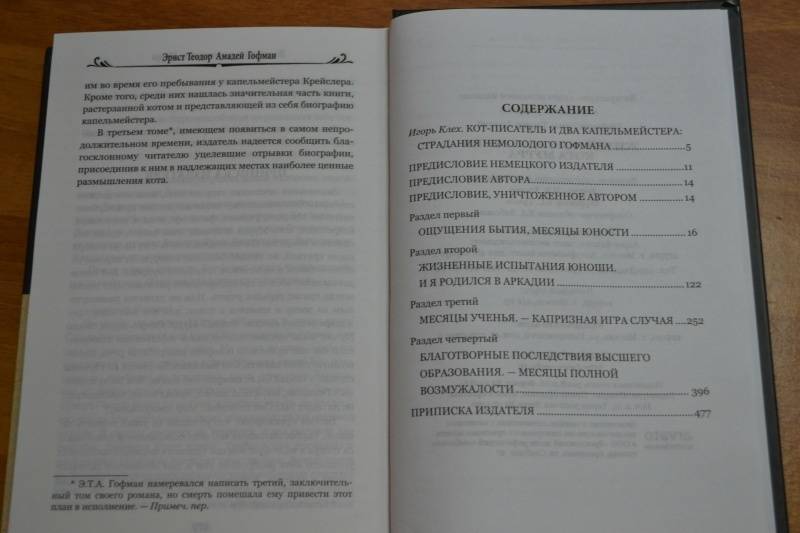 Эрнст Теодор Амадей Гофман
им во время его пребывания у капельмейстера Крейслера.
Кроме того, среди них нашлась значительная часть книги,
растерзанной котом и представляющей из себя биографию
капельмейстера.
В третьем томе*, имеющем появиться в самом непро-
должительном времени, издатель надеется сообщить бла-
госклонному читателю уцелевшие отрывки биографии,
присоединив к ним в надлежащих местах наиболее ценные
размышления кота.
* Э.Т.А. Гофман намеревался написать третий, заключитель-
ный том своего романа, но смерть помешала ему привести этот
план в исполнение. — Примеч. пер.
СОДЕРЖАНИЕ
Игорь Клех. КОТ-ПИСАТЕЛЬ И ДВА КАПЕЛЬМЕЙСТЕРА:
СТРАДАНИЯ НЕМОЛОДОГО ГОФМАНА ............ 5
ПРЕДИСЛОВИЕ НЕМЕЦКОГО ИЗДАТЕЛЯ ............ 11
ПРЕДИСЛОВИЕ АВТОРА ............ 14
ПРЕДИСЛОВИЕ, УНИЧТОЖЕННОЕ АВТОРОМ ............ 14
Раздел первый
ОЩУЩЕНИЯ БЫТИЯ, МЕСЯЦЫ ЮНОСТИ ............ 16
Раздел второй
ЖИЗНЕННЫЕ ИСПЫТАНИЯ ЮНОШИ.
И Я РОДИЛСЯ В АРКАДИИ ............ 122
Раздел третий
МЕСЯЦЫ УЧЕНЬЯ. — КАПРИЗНАЯ ИГРА СЛУЧАЯ ....252
Раздел четвертый
БЛАГОТВОРНЫЕ ПОСЛЕДСТВИЯ ВЫСШЕГО
ОБРАЗОВАНИЯ. — МЕСЯЦЫ ПОЛНОЙ
ВОЗМУЖАЛОСТИ ............ 396
ПРИПИСКА ИЗДАТЕЛЯ ............ 477